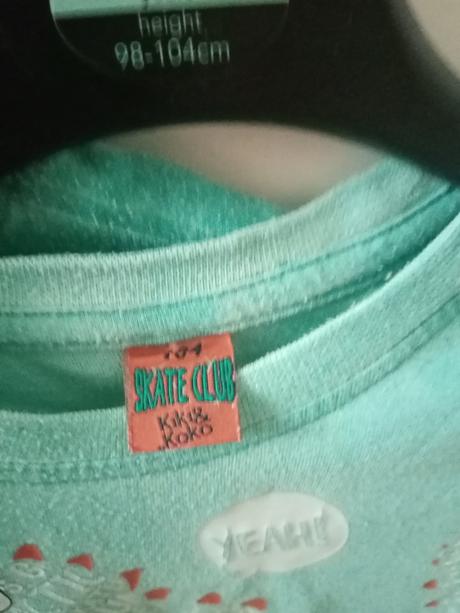 height
98-104cm
104
SKATE CLUB
Kiki &
Koko
YEAH!